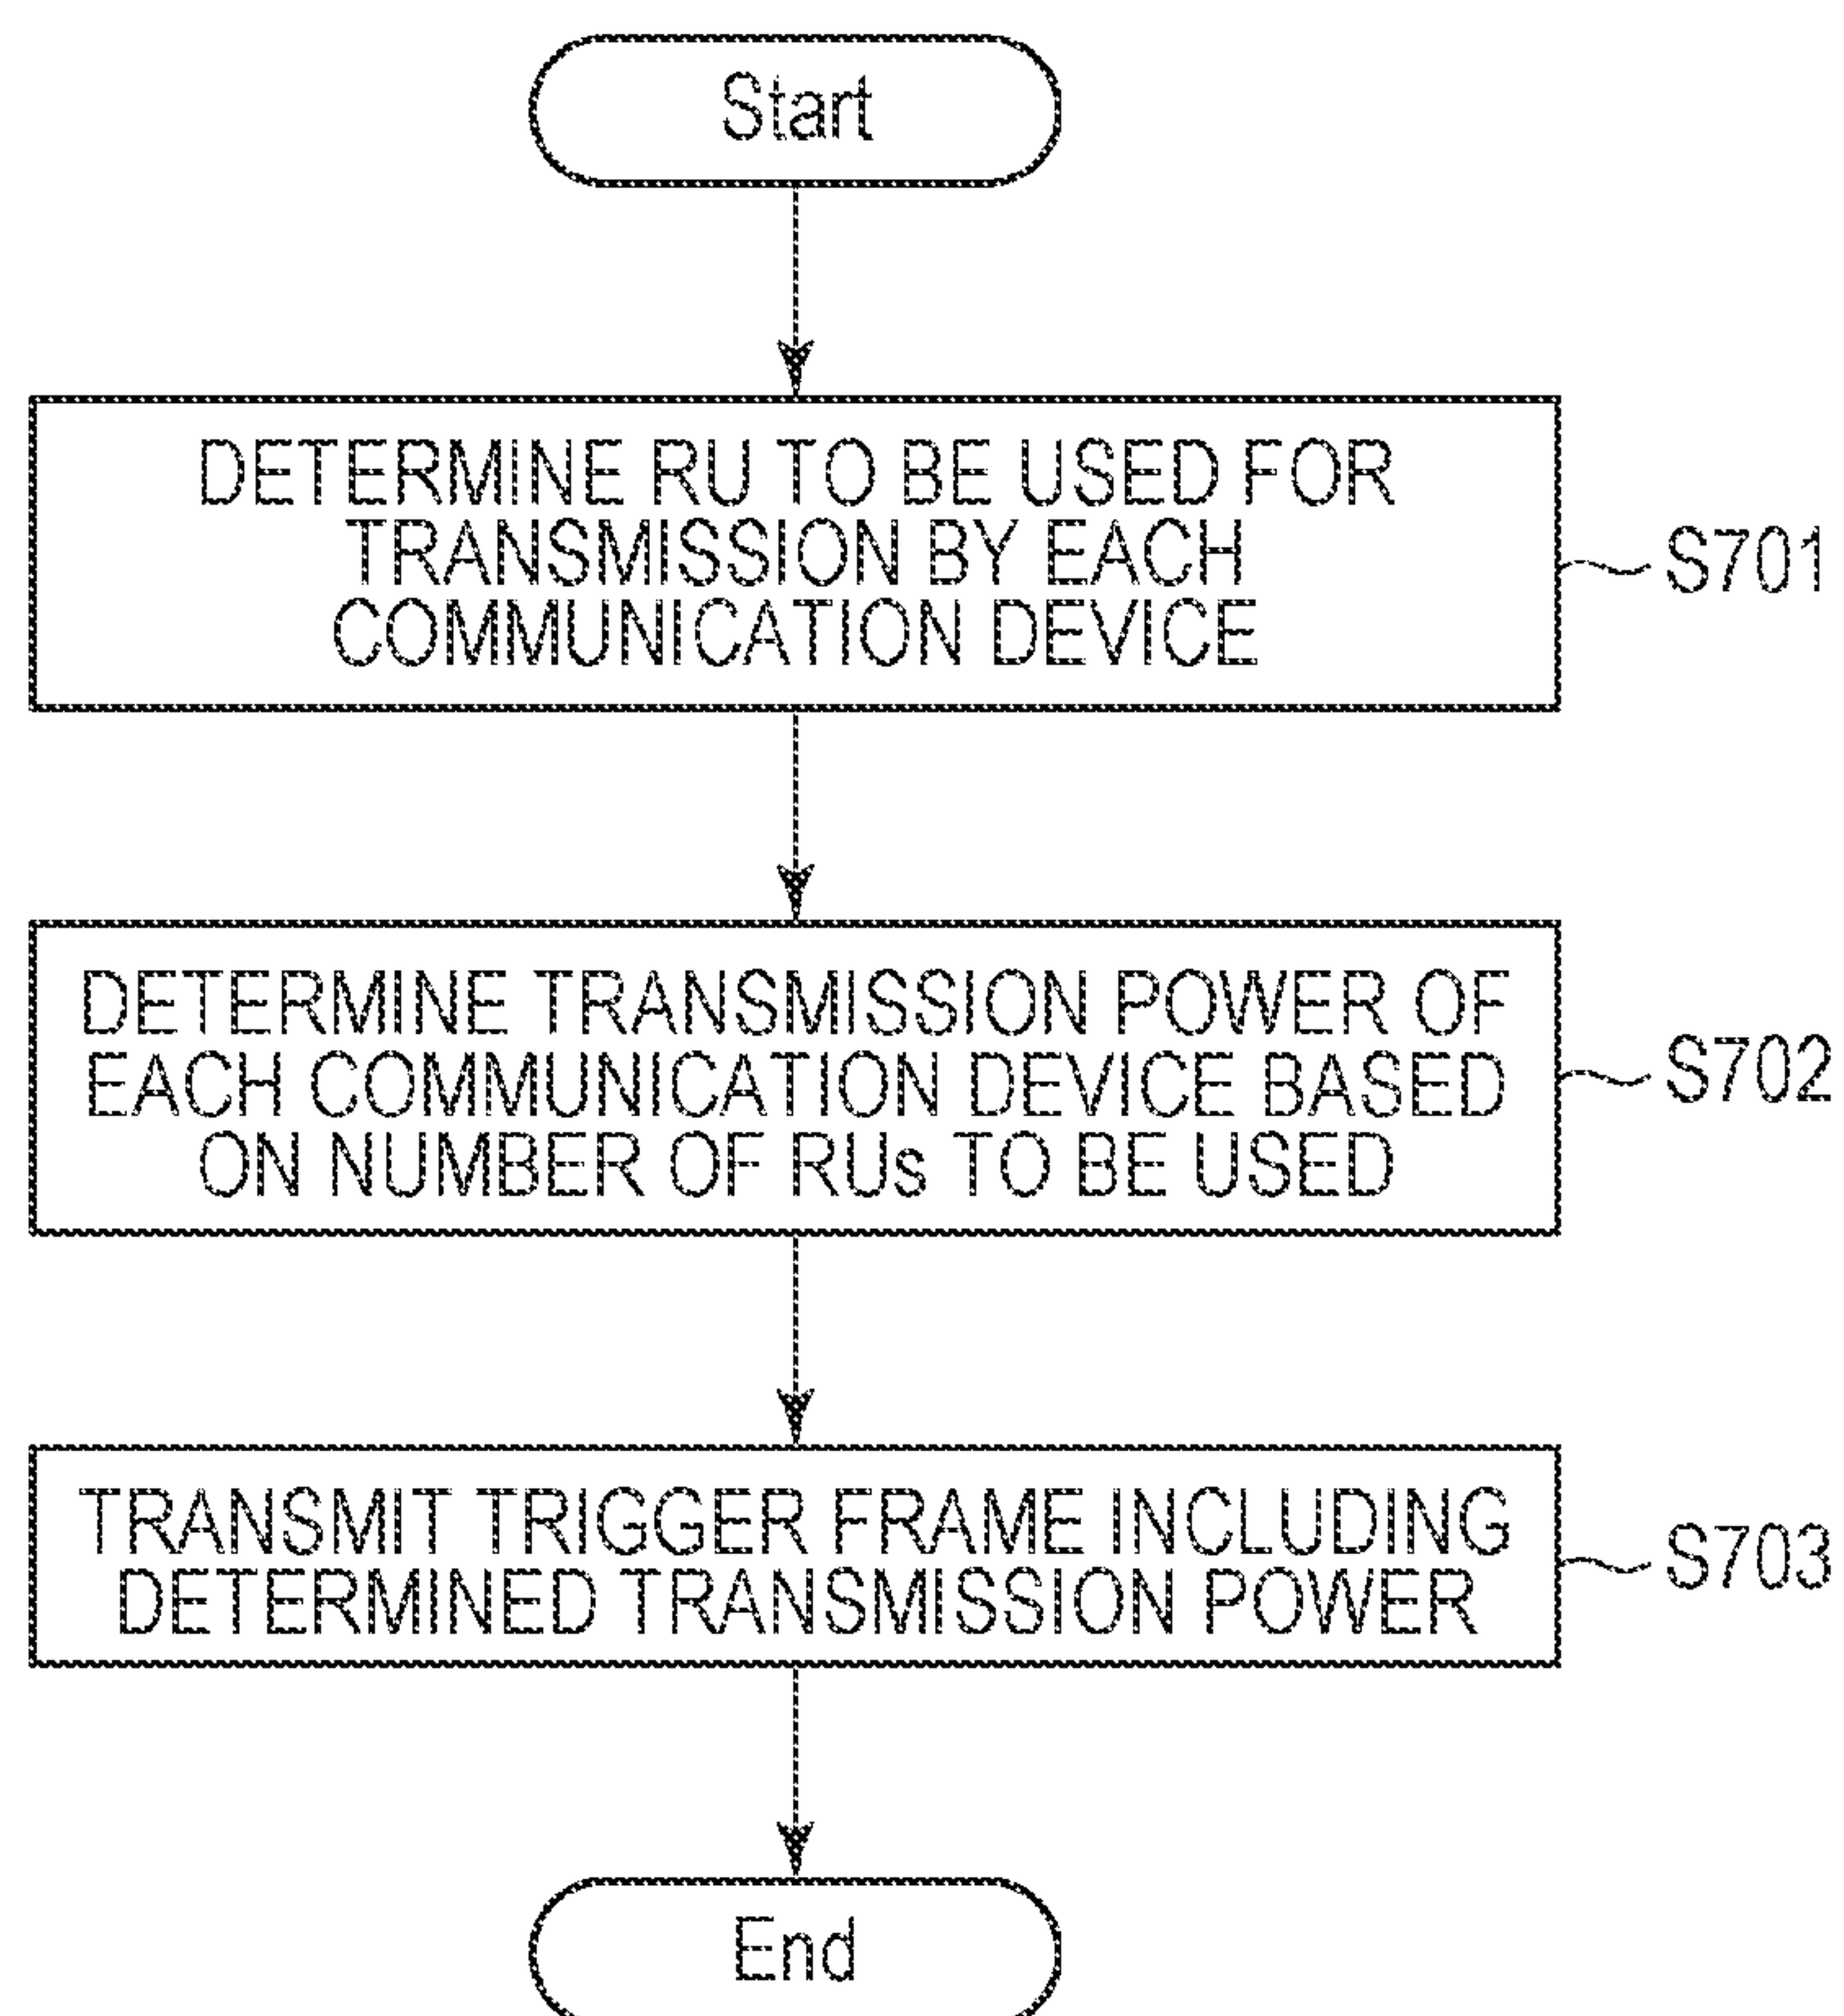 Start
DETERMINE RU TO BE USED FOR
TRANSMISSION BY EACH
COMMUNICATION DEVICE
S701
DETERMINE TRANSMISSION POWER OF
EACH COMMUNICATION DEVICE BASED
ON NUMBER OF RUs TO BE USED
S702
TRANSMIT TRIGGER FRAME INCLUDING
DETERMINED TRANSMISSION POWER
S703
End